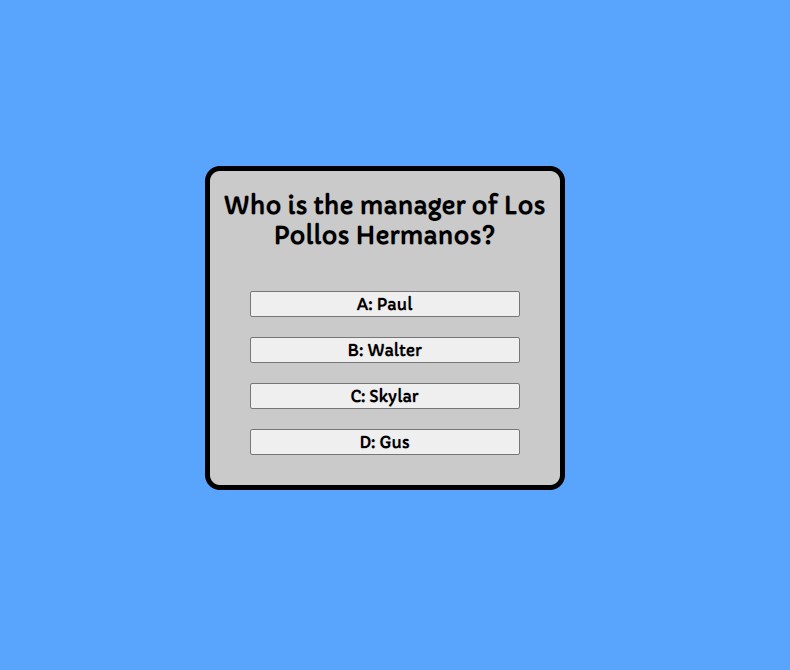 Who is the manager of Los
Pollos Hermanos?
A: Paul
B: Walter
C: Skylar
D: Gus